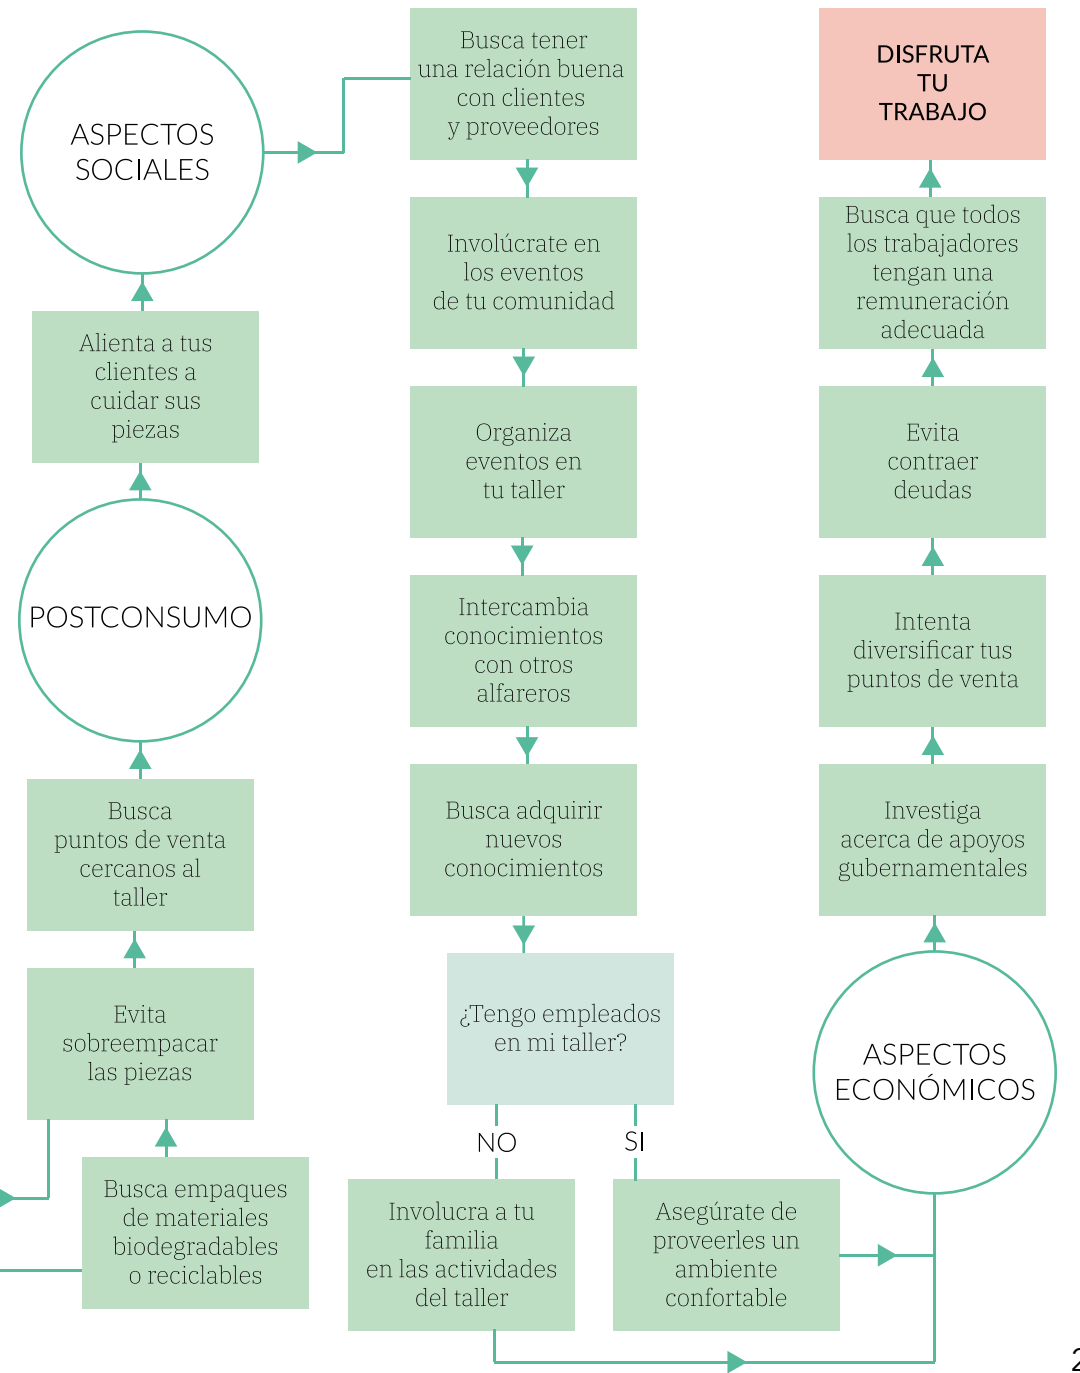 Busca empaques
de materiales
biodegradables
o reciclables
Evita
sobreempacar
las piezas
Busca
puntos de venta
cercanos al
taller
POSTCONSUMO
Alienta a tus
clientes a
cuidar sus
piezas
ASPECTOS
SOCIALES
Busca tener
una relación buena
con clientes
y proveedores
Involúcrate en
los eventos
de tu comunidad
Organiza
eventos en
tu taller
Intercambia
conocimientos
con otros
alfareros
Busca adquirir
nuevos
conocimientos
¿Tengo empleados
en mi taller?
NO
SI
Involucra a tu
familia
en las actividades
del taller
Asegúrate de
proveerles un
ambiente
confortable
ASPECTOS
ECONÓMICOS
Investiga
acerca de apoyos
gubernamentales
Intenta
diversificar tus
puntos de venta
Evita
contraer
deudas
Busca que todos
los trabajadores
tengan una
remuneración
adecuada
DISFRUTA
TU
TRABAJO